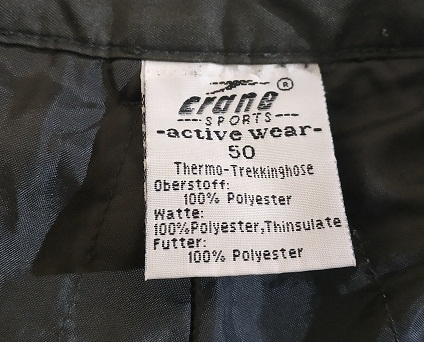 ®
crane
SPORTS
-active wear-
50
Thermo-Trekkinghose
Oberstoff:
100% Polyester
Watte:
100%Polyester,Thinsulate
Futter:
100% Polyester